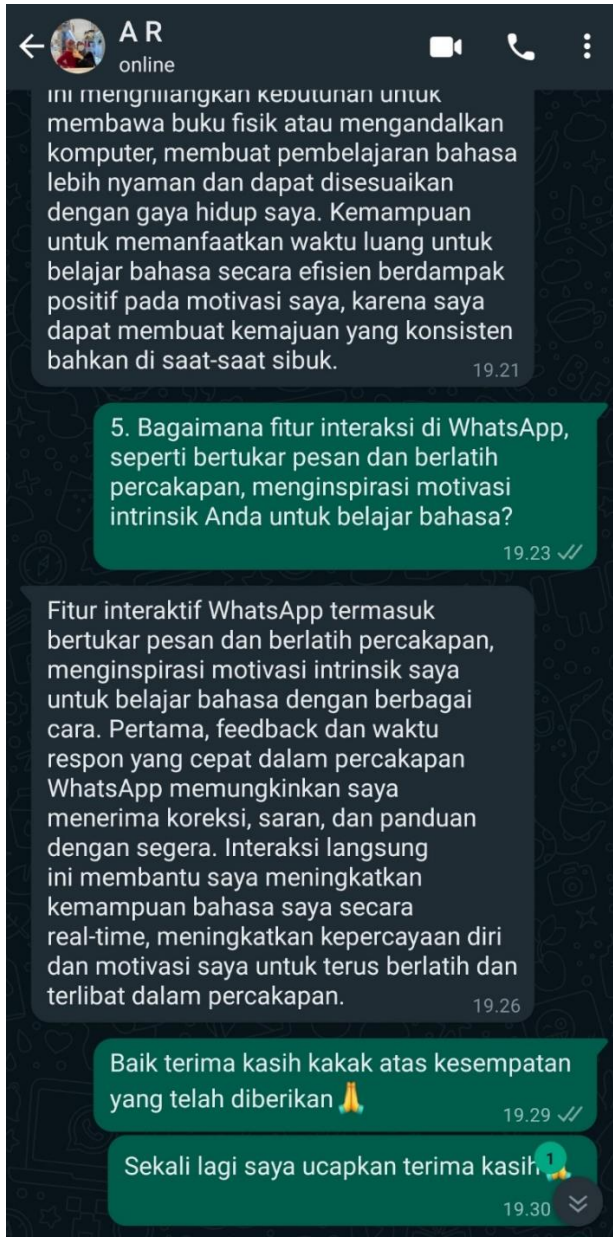 A R
online
ini menghilangkan kebutuhan untuk
membawa buku fisik atau mengandalkan
komputer, membuat pembelajaran bahasa
lebih nyaman dan dapat disesuaikan
dengan gaya hidup saya. Kemampuan
untuk memanfaatkan waktu luang untuk
belajar bahasa secara efisien berdampak
positif pada motivasi saya, karena saya
dapat membuat kemajuan yang konsisten
bahkan di saat-saat sibuk.
19.21
5. Bagaimana fitur interaksi di WhatsApp,
seperti bertukar pesan dan berlatih
percakapan, menginspirasi motivasi
intrinsik Anda untuk belajar bahasa?
19.23
Fitur interaktif WhatsApp termasuk
bertukar pesan dan berlatih percakapan,
menginspirasi motivasi intrinsik saya
untuk belajar bahasa dengan berbagai
cara. Pertama, feedback dan waktu
respon yang cepat dalam percakapan
WhatsApp memungkinkan saya
menerima koreksi, saran, dan panduan
dengan segera. Interaksi langsung
ini membantu saya meningkatkan
kemampuan bahasa saya secara
real-time, meningkatkan kepercayaan diri
dan motivasi saya untuk terus berlatih dan
terlibat dalam percakapan.
19.26
Baik terima kasih kakak atas kesempatan
yang telah diberikan 🙏
19.29
Sekali lagi saya ucapkan terima kasih 🙏
1
19.30